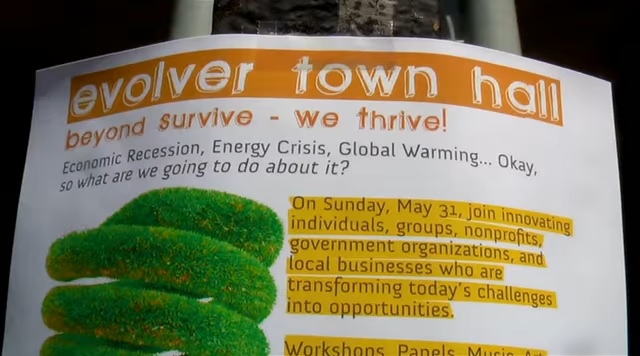 evolver town hall
beyond survive - we thrive!
Economic Recession, Energy Crisis, Global Warming... Okay,
so what are we going to do about it?
On Sunday, May 31, join innovating
individuals, groups, nonprofits,
government organizations, and
local businesses who are
transforming today's challenges
into opportunities.
Workshops, Panels, Music, Art